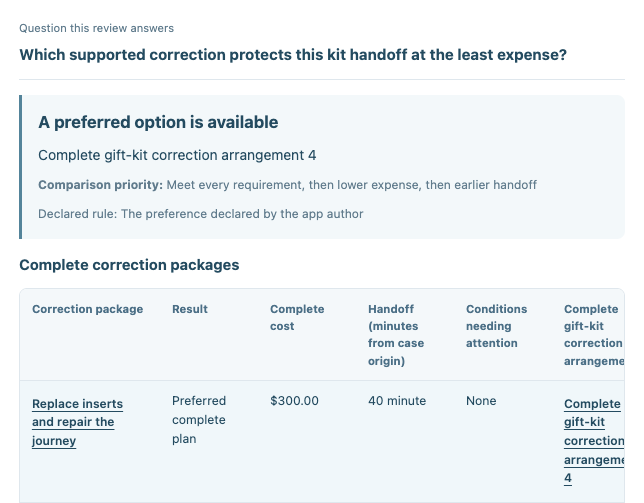 Question this review answers
Which supported correction protects this kit handoff at the least expense?
A preferred option is available
Complete gift-kit correction arrangement 4
Comparison priority: Meet every requirement, then lower expense, then earlier handoff
Declared rule: The preference declared by the app author
Complete correction packages
Correction package
Result
Complete
cost
Handoff
(minutes
from case
origin)
Conditions
needing
attention
Complete
gift-kit
correction
arrangeme
Replace inserts
and repair the
journey
Preferred
complete
plan
$300.00
40 minute
None
Complete
gift-kit
correction
arrangeme
4